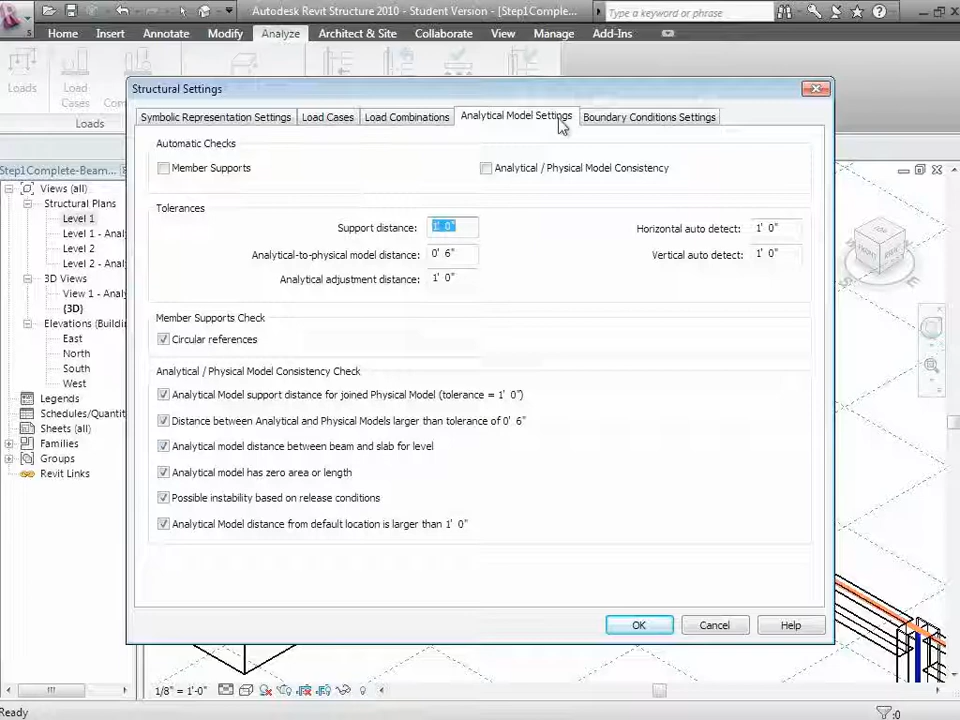 Autodesk Revit Structure 2010 - Student Version - [Step1Comple...
Type a keyword or phrase
Home
Insert
Annotate
Modify
Analyze
Architect & Site
Collaborate
View
Manage
Add-Ins
Loads
Load
Cases
Loads
Structural Settings
Symbolic Representation Settings
Load Cases
Load Combinations
Analytical Model Settings
Boundary Conditions Settings
Automatic Checks
Member Supports
Analytical / Physical Model Consistency
Tolerances
Support distance: 1' 0"
Horizontal auto detect: 1' 0"
Analytical-to-physical model distance: 0' 6"
Vertical auto detect: 1' 0"
Analytical adjustment distance: 1' 0"
Member Supports Check
Circular references
Analytical / Physical Model Consistency Check
Analytical Model support distance for joined Physical Model (tolerance = 1' 0")
Distance between Analytical and Physical Models larger than tolerance of 0' 6"
Analytical model distance between beam and slab for level
Analytical model has zero area or length
Possible instability based on release conditions
Analytical Model distance from default location is larger than 1' 0"
OK
Cancel
Help
Step1Complete-Beam...
Views (all)
Structural Plans
Level 1
Level 1 - Anal
Level 2
Level 2 - Anal
3D Views
View 1 - Analy
(3D)
Elevations (Buildin
East
North
South
West
Legends
Schedules/Quantit
Sheets (all)
Families
Groups
Revit Links
FRONT
1/8" = 1'-0"
Ready
:0